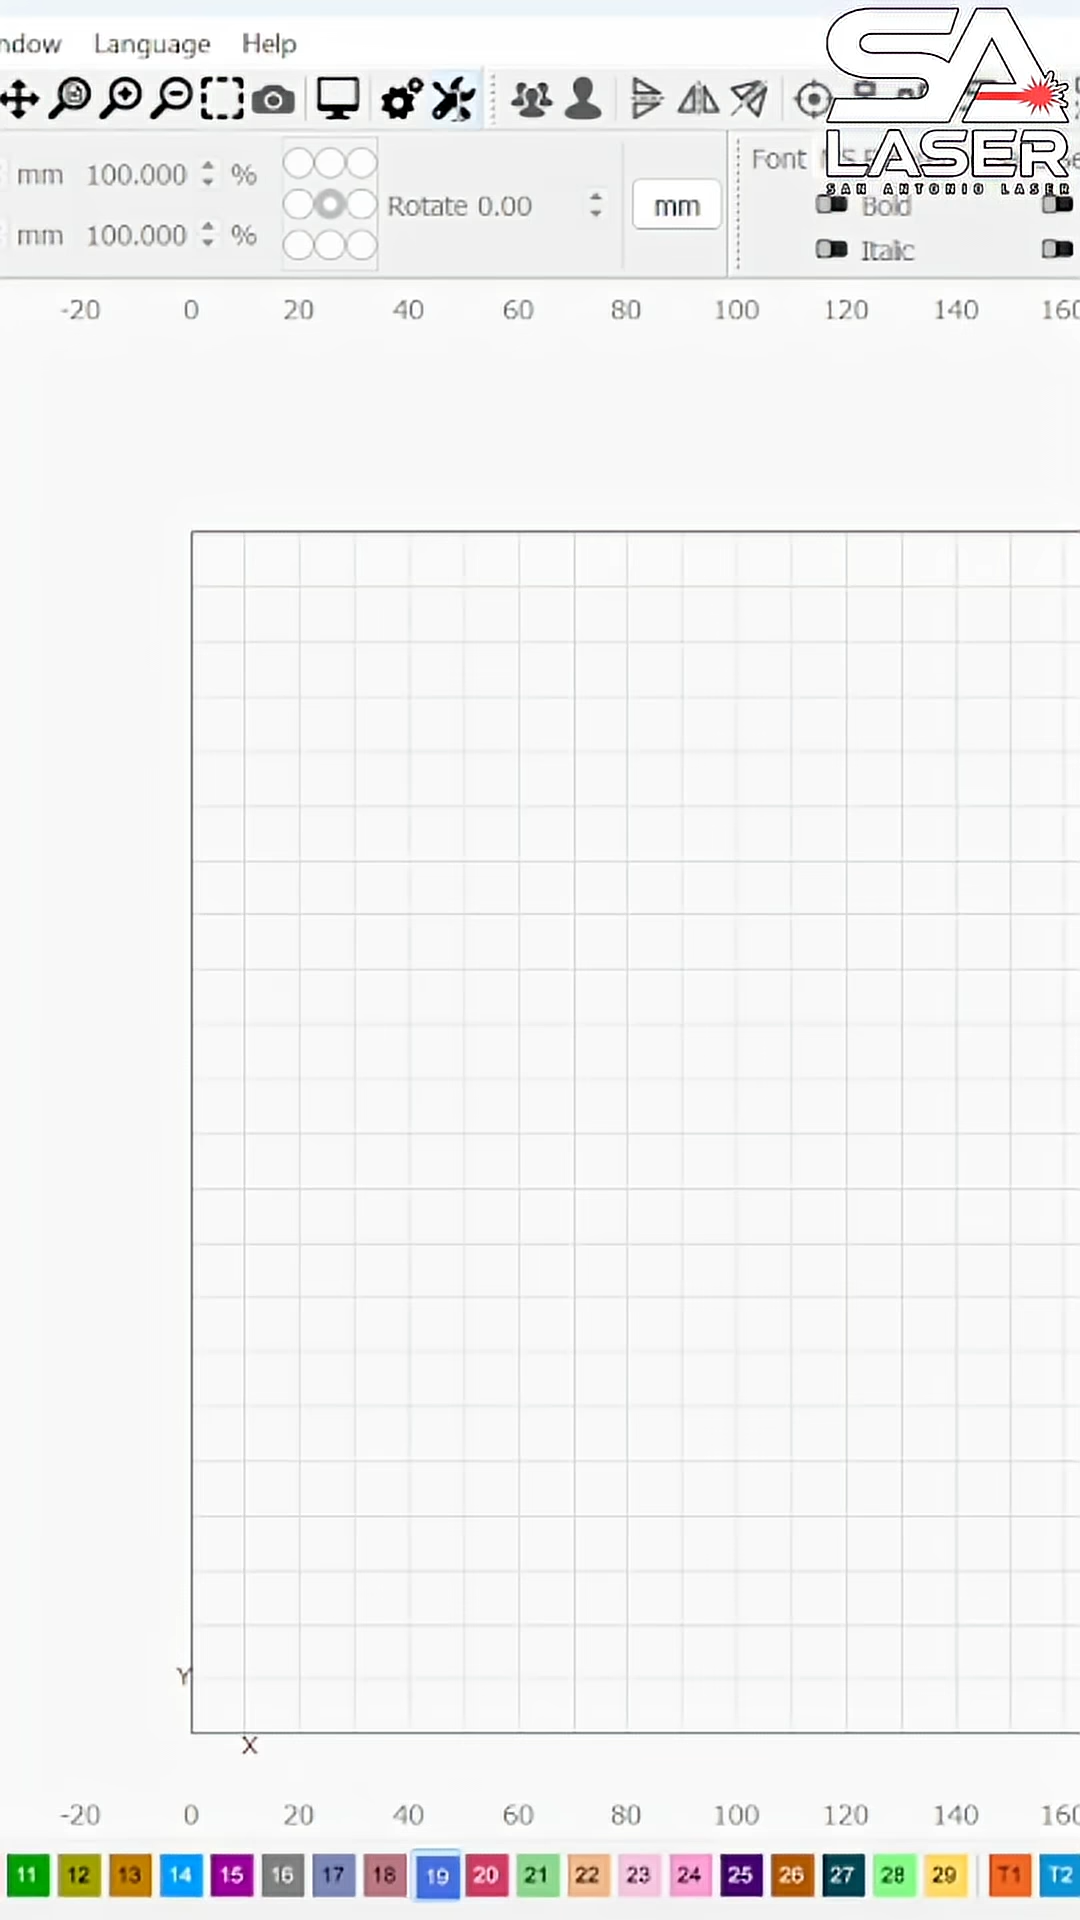 ndow Language Help
SA
LASER
SAN ANTONIO LASER
mm 100.000 %
Rotate 0.00
mm
Font
mm 100.000 %
Bold
Italic
-20 0 20 40 60 80 100 120 140 160
Y
X
-20 0 20 40 60 80 100 120 140 160
11 12 13 14 15 16 17 18 19 20 21 22 23 24 25 26 27 28 29 T1 T2